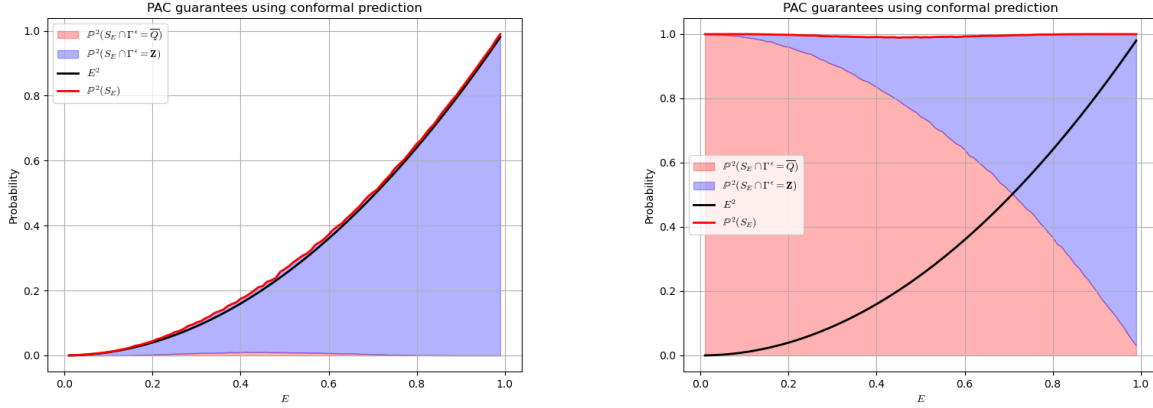 PAC guarantees using conformal prediction
ℙ²(S_E ∩ Γ^ϵ = Q̅)
ℙ²(S_E ∩ Γ^ϵ = Z)
E²
ℙ²(S_E)
Probability
1.0
0.8
0.6
0.4
0.2
0.0
0.0 0.2 0.4 0.6 0.8 1.0
E
PAC guarantees using conformal prediction
ℙ²(S_E ∩ Γ^ϵ = Q̅)
ℙ²(S_E ∩ Γ^ϵ = Z)
E²
ℙ²(S_E)
Probability
1.0
0.8
0.6
0.4
0.2
0.0
0.0 0.2 0.4 0.6 0.8 1.0
E